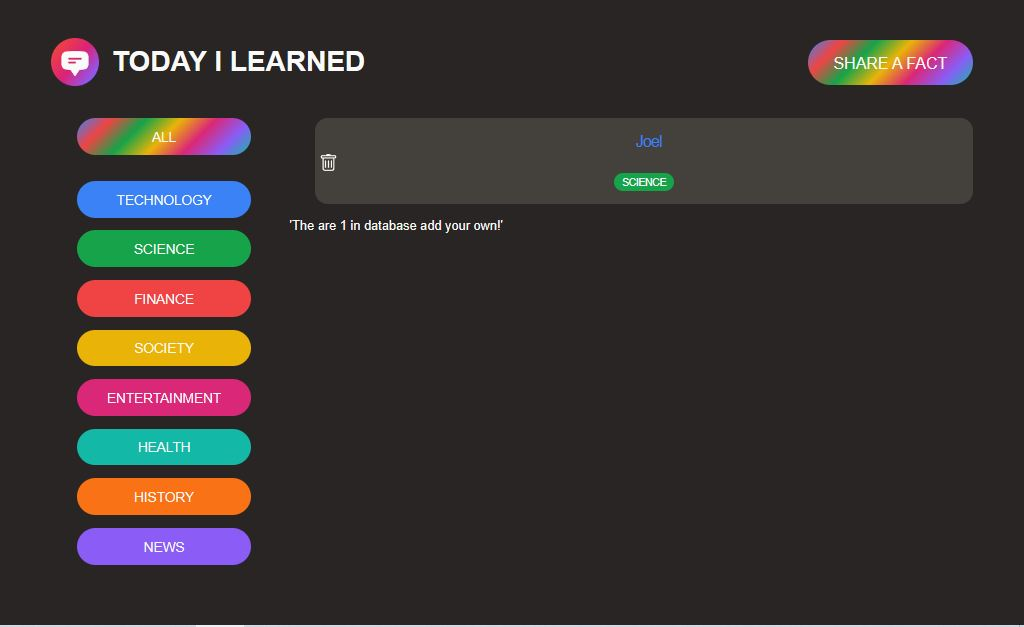 TODAY I LEARNED
SHARE A FACT
ALL
TECHNOLOGY
SCIENCE
FINANCE
SOCIETY
ENTERTAINMENT
HEALTH
HISTORY
NEWS
Joel
SCIENCE
'The are 1 in database add your own!'